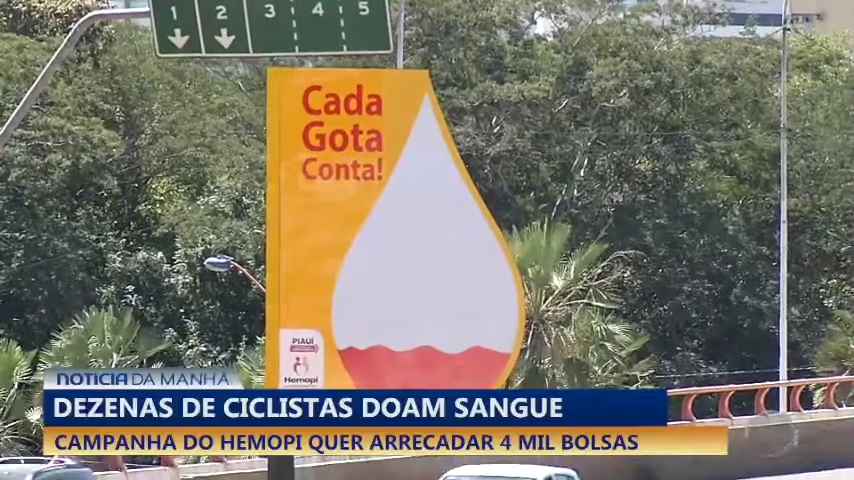 1 2 3 4 5
Cada
Gota
Conta!
PIAUÍ
Hemopi
NOTÍCIA DA MANHÃ
DEZENAS DE CICLISTAS DOAM SANGUE
CAMPANHA DO HEMOPI QUER ARRECADAR 4 MIL BOLSAS